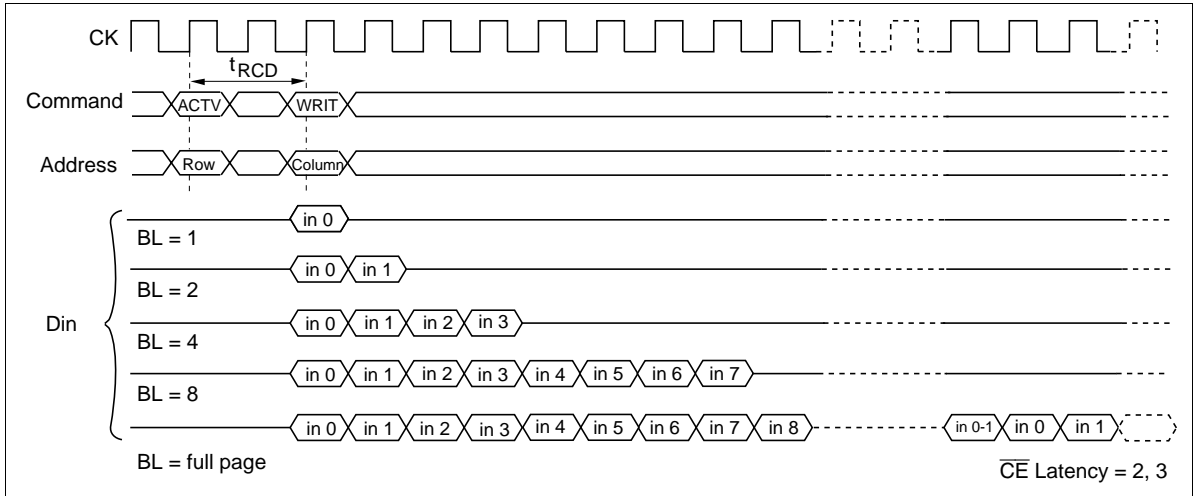 CK
tRCD
Command ACTV WRIT
Address Row Column
in 0
BL = 1
in 0 in 1
BL = 2
Din
in 0 in 1 in 2 in 3
BL = 4
in 0 in 1 in 2 in 3 in 4 in 5 in 6 in 7
BL = 8
in 0 in 1 in 2 in 3 in 4 in 5 in 6 in 7 in 8 in 0-1 in 0 in 1
BL = full page
C̅E̅ Latency = 2, 3